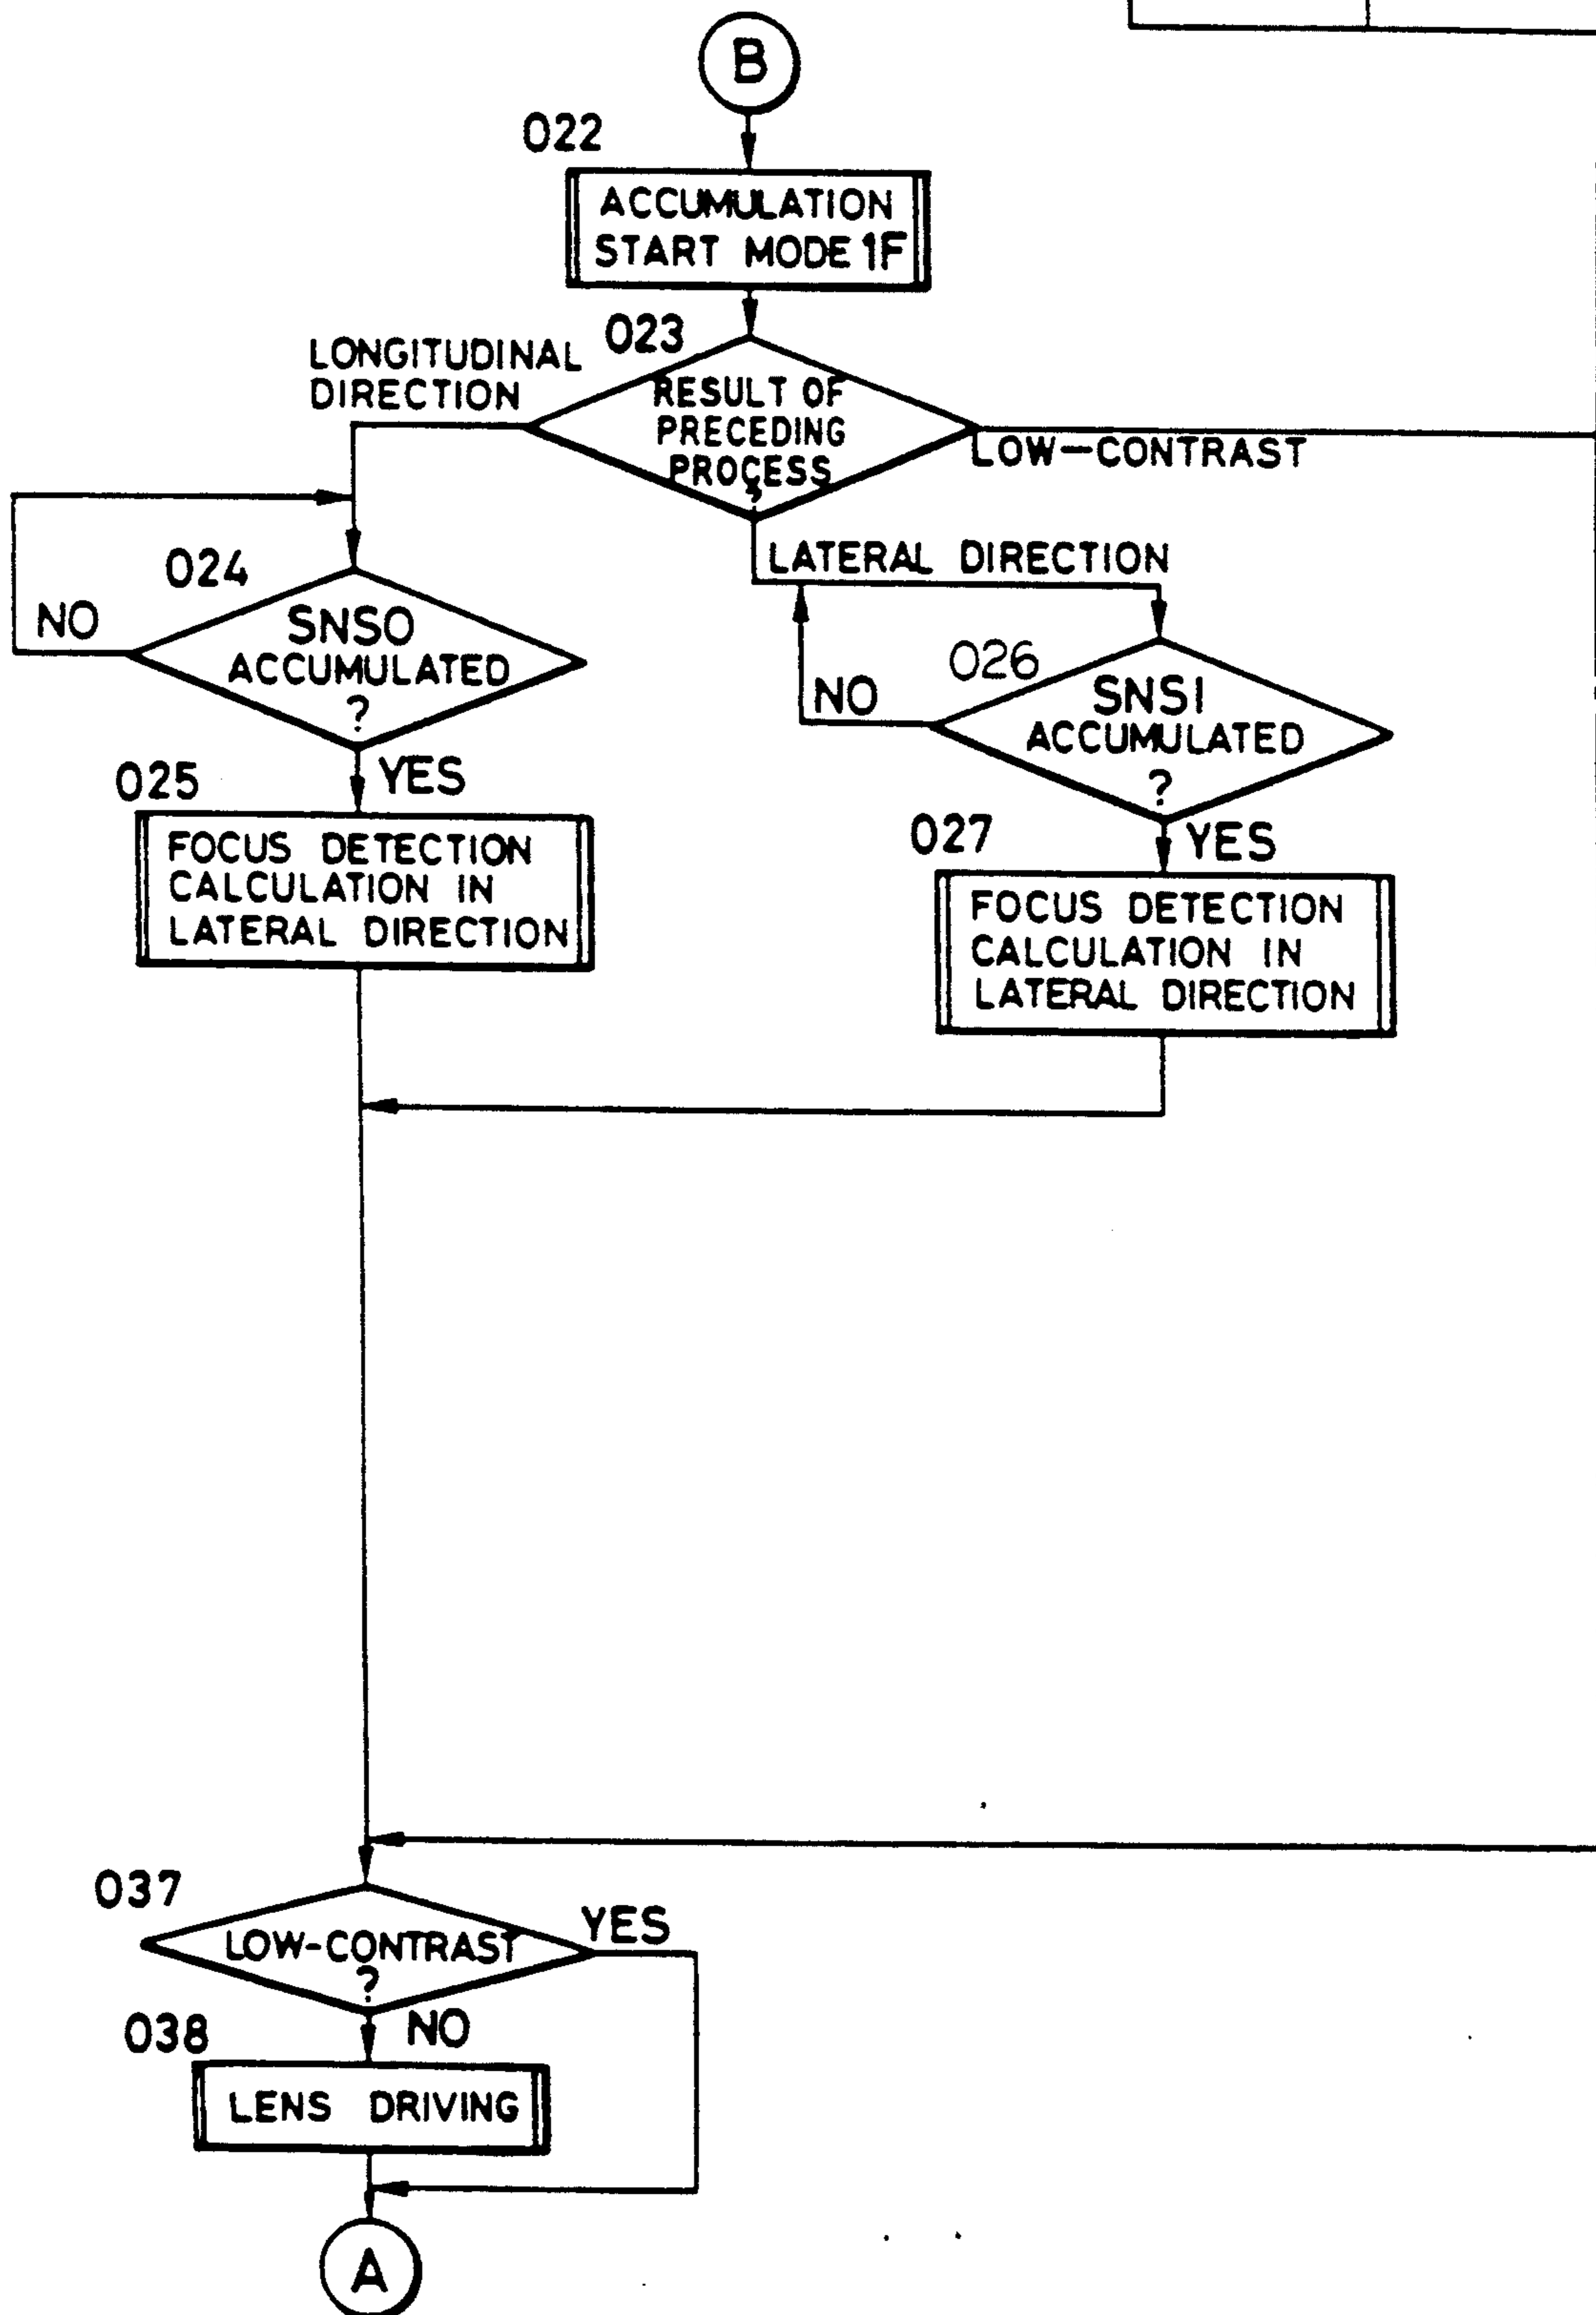 B
022
ACCUMULATION
START MODE 1F
023
LONGITUDINAL
DIRECTION
RESULT OF
PRECEDING
PROCESS
?
LOW-CONTRAST
LATERAL DIRECTION
024
NO
SNSO
ACCUMULATED
?
026
NO
SNSI
ACCUMULATED
?
025
YES
FOCUS DETECTION
CALCULATION IN
LATERAL DIRECTION
027
YES
FOCUS DETECTION
CALCULATION IN
LATERAL DIRECTION
037
LOW-CONTRAST
?
YES
038
NO
LENS DRIVING
A